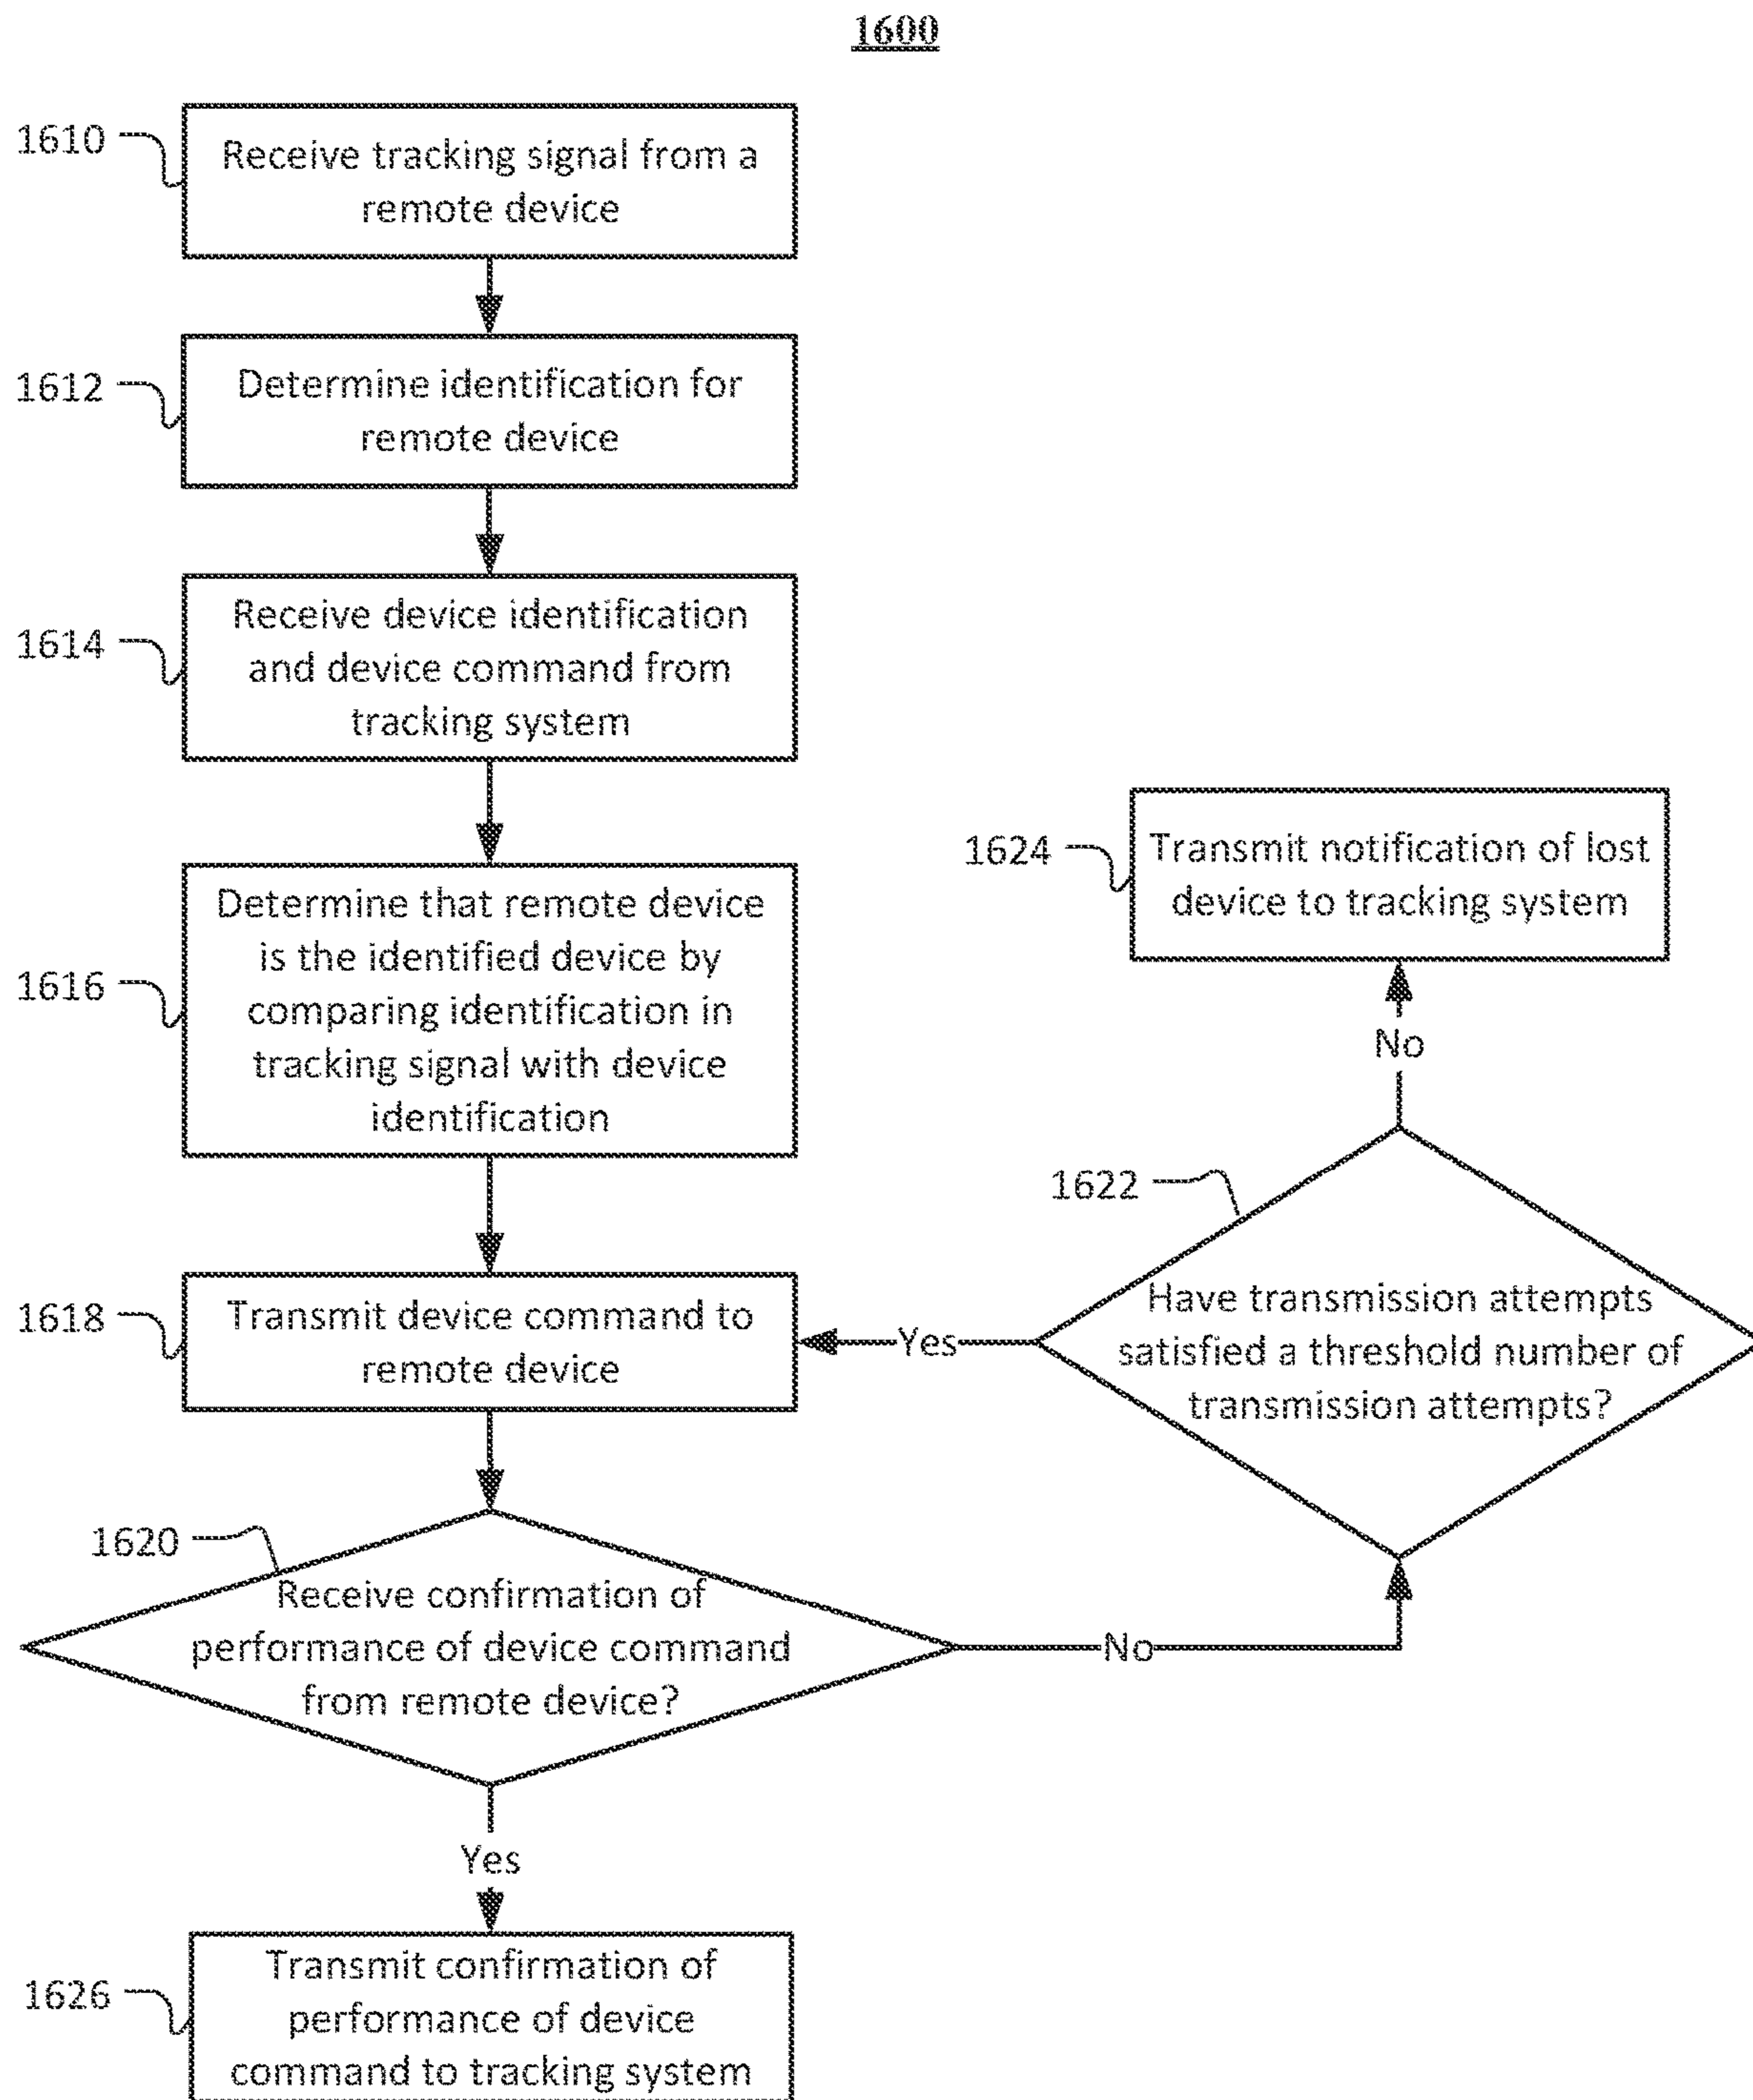 1600
1610
Receive tracking signal from a
remote device
1612
Determine identification for
remote device
1614
Receive device identification
and device command from
tracking system
1616
Determine that remote device
is the identified device by
comparing identification in
tracking signal with device
identification
1618
Transmit device command to
remote device
1620
Receive confirmation of
performance of device command
from remote device?
No
1622
Have transmission attempts
satisfied a threshold number of
transmission attempts?
Yes
No
1624
Transmit notification of lost
device to tracking system
Yes
1626
Transmit confirmation of
performance of device
command to tracking system